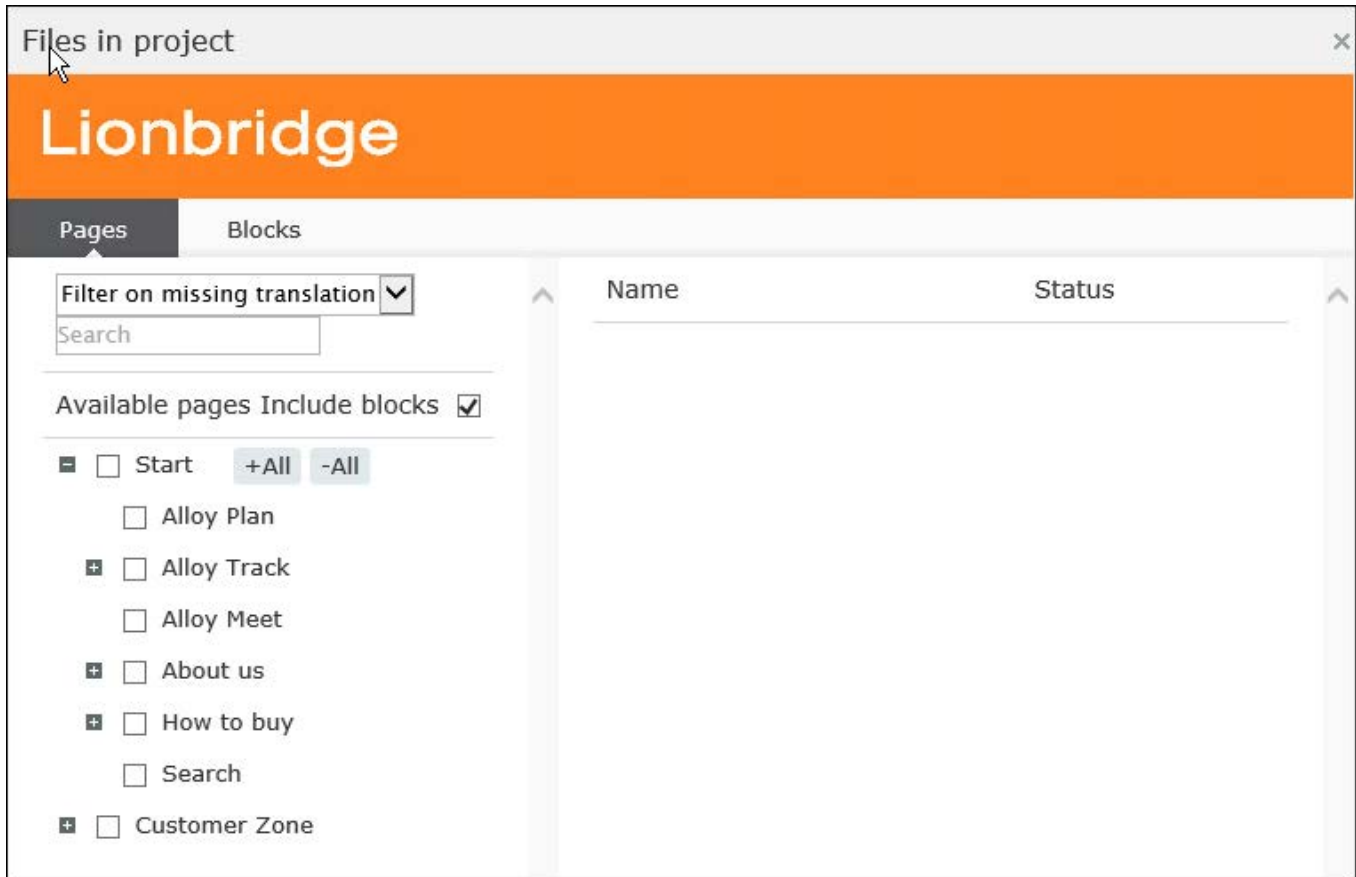 Files in project
Lionbridge
Pages Blocks
Filter on missing translation
Search
Available pages Include blocks
Start +All -All
Alloy Plan
Alloy Track
Alloy Meet
About us
How to buy
Search
Customer Zone
Name Status